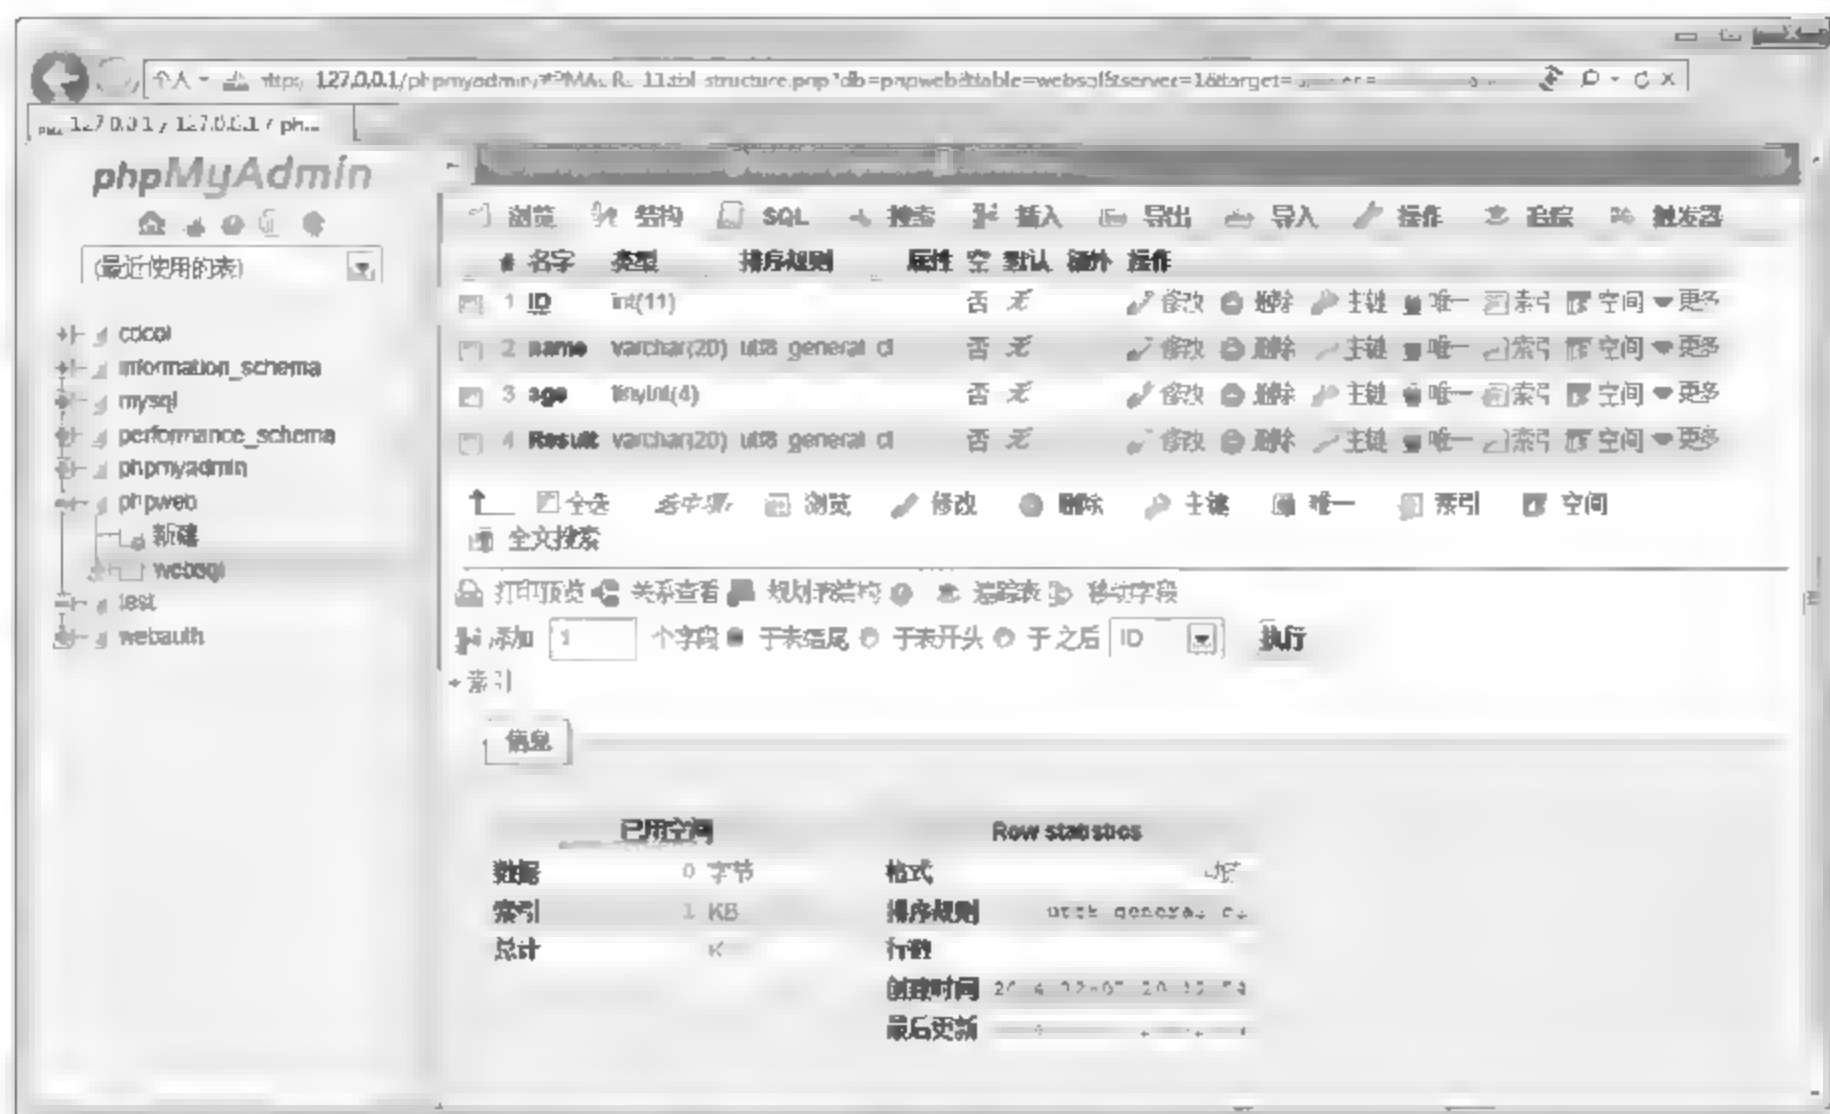 127.0.0.1/phpmyadmin/
127.0.0.1 / 127.0.0.1 / ph...
phpMyAdmin
(最近使用的表)
cdcol
information_schema
mysql
performance_schema
phpmyadmin
phpweb
新建
websql
test
webauth
浏览 结构 SQL 搜索 插入 导出 导入 操作 追踪 触发器
# 名字 类型 排序规则 属性 空 默认 额外 操作
1 ID int(11) 否 无 修改 删除 主键 唯一 索引 空间 更多
2 name varchar(20) utf8_general_ci 否 无 修改 删除 主键 唯一 索引 空间 更多
3 age tinyint(4) 否 无 修改 删除 主键 唯一 索引 空间 更多
4 Result varchar(20) utf8_general_ci 否 无 修改 删除 主键 唯一 索引 空间 更多
全选 选中项: 浏览 修改 删除 主键 唯一 索引 空间
全文搜索
打印预览 关系查看 规划表结构 追踪表 移动字段
添加 1 个字段 于表结尾 于表开头 于之后 ID 执行
+索引
信息
已用空间
数据 0 字节
索引 1 KB
总计
Row statistics
格式
排序规则 utf8_general_ci
行数
创建时间
最后更新